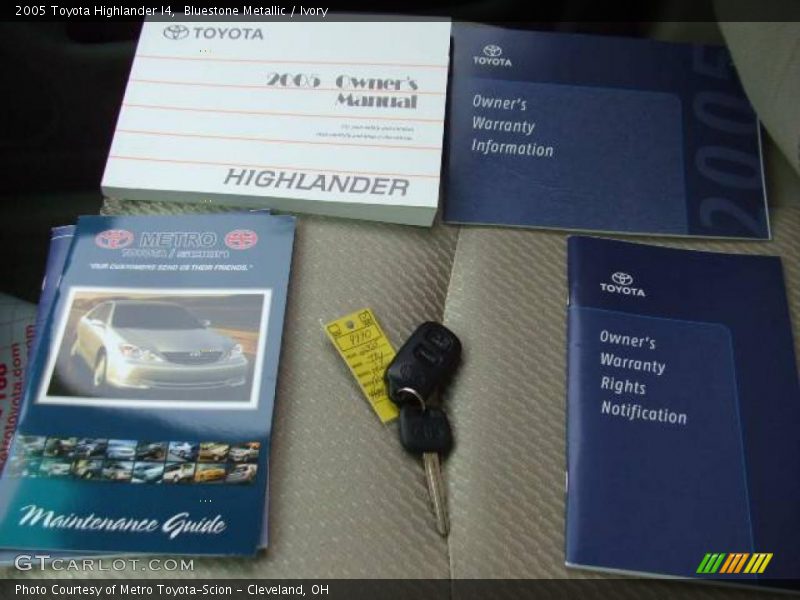 2005 Toyota Highlander I4, Bluestone Metallic / Ivory
TOYOTA
2005 Owner's
Manual
HIGHLANDER
TOYOTA
Owner's
Warranty
Information
2005
METRO
TOYOTA / SCION
"OUR CUSTOMERS SEND US THEIR FRIENDS."
Maintenance Guide
TOYOTA
Owner's
Warranty
Rights
Notification
GTcarlot.com
Photo Courtesy of Metro Toyota-Scion - Cleveland, OH